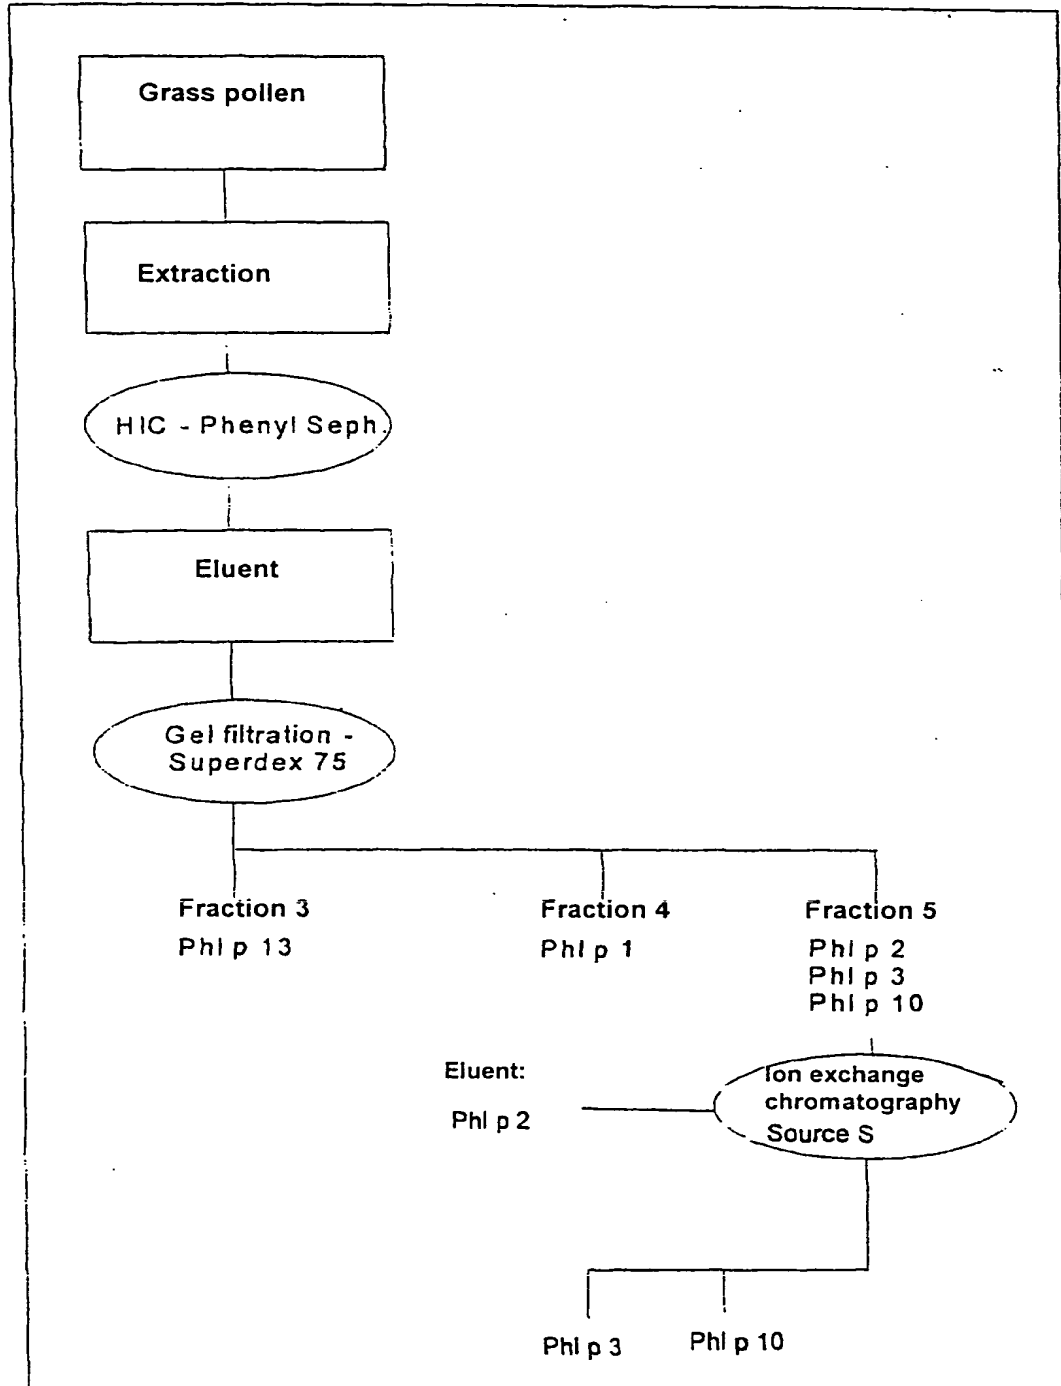 Grass pollen
Extraction
HIC - Phenyl Seph.
Eluent
Gel filtration -
Superdex 75
Fraction 3
Phl p 13
Fraction 4
Phl p 1
Fraction 5
Phl p 2
Phl p 3
Phl p 10
Eluent:
Phl p 2
Ion exchange
chromatography
Source S
Phl p 3
Phl p 10